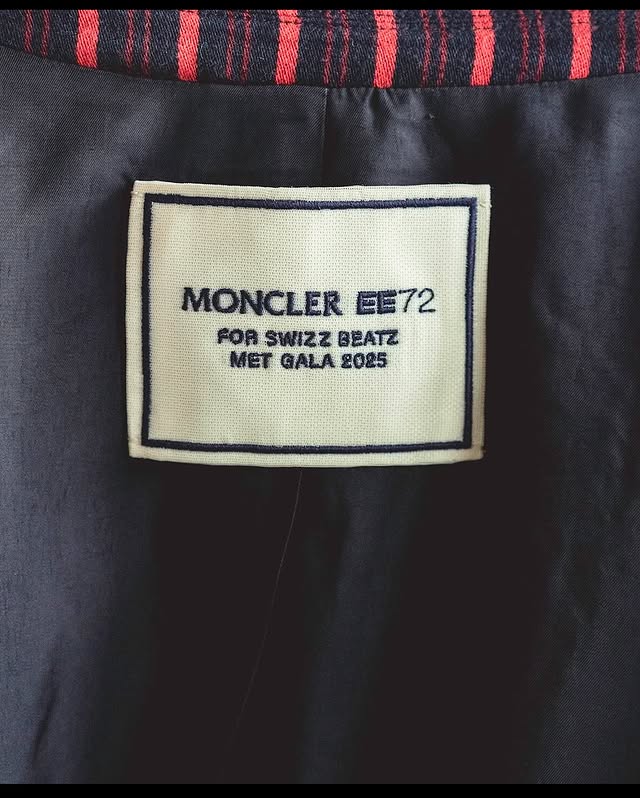 MONCLER EE72
FOR SWIZZ BEATZ
MET GALA 2025